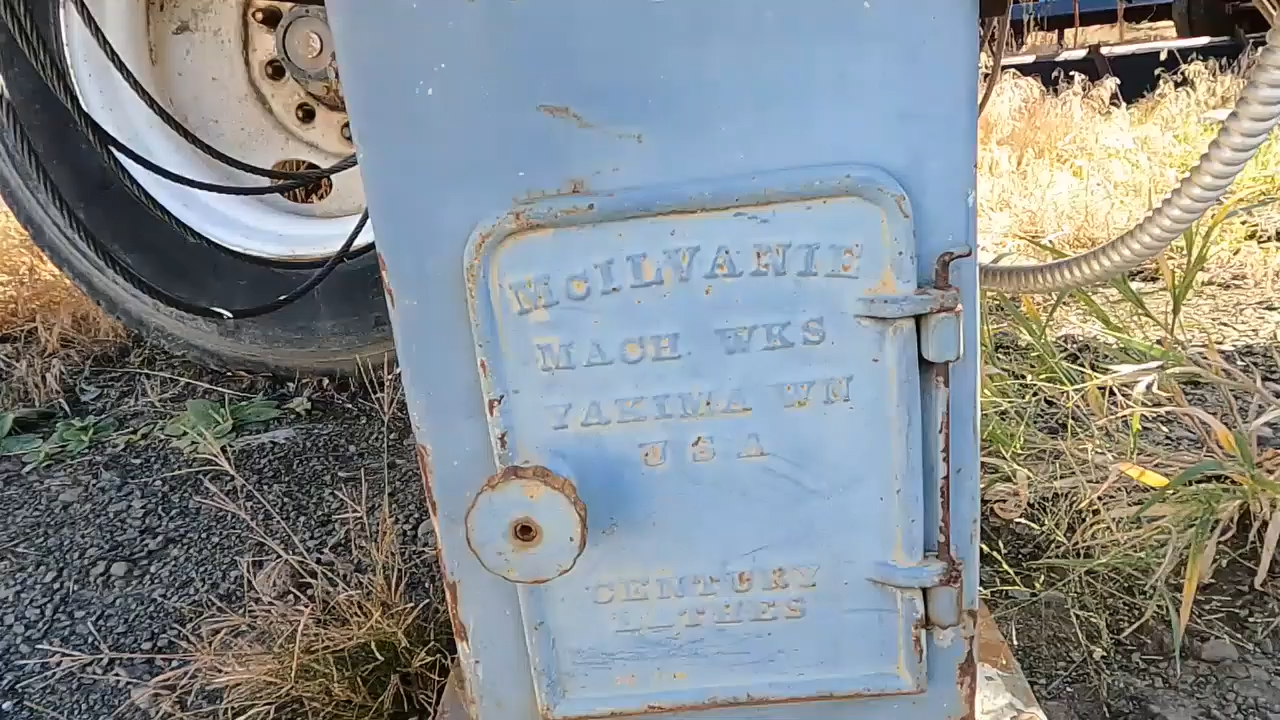 McILVANIE
MACH. WKS
YAKIMA WN
U S A
CENTURY
LATHES